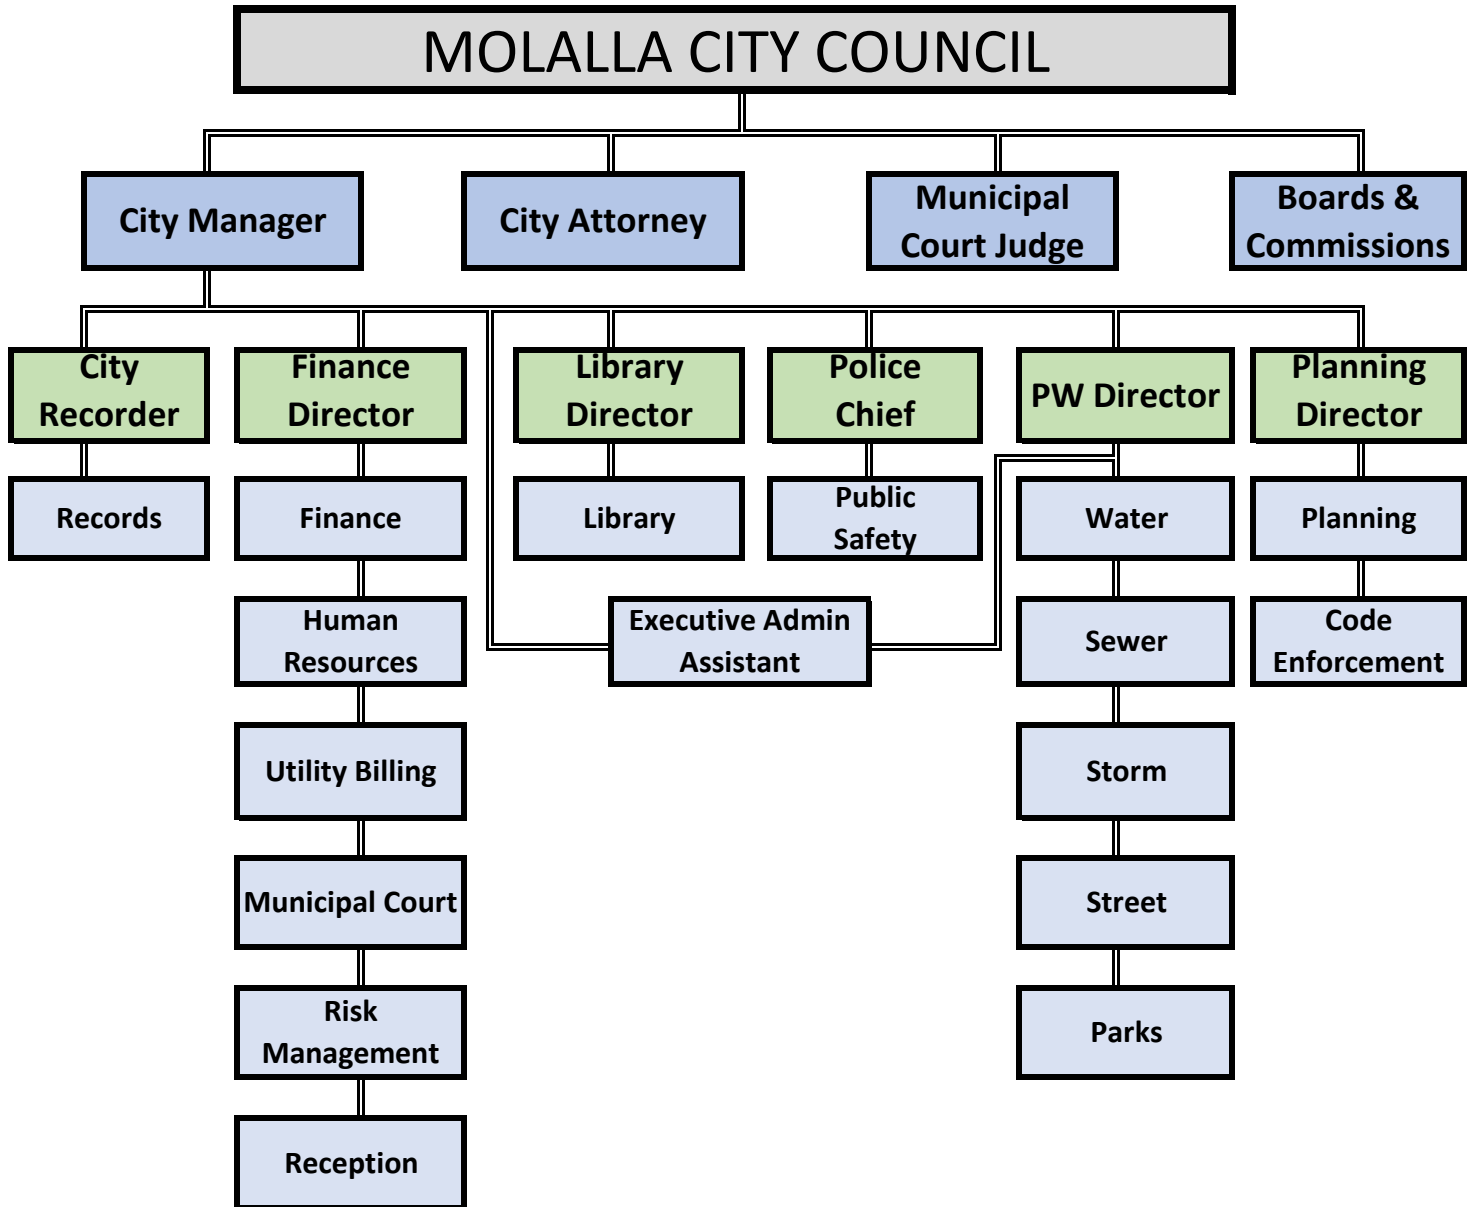 MOLALLA CITY COUNCIL
City Manager
City Attorney
Municipal
Court Judge
Boards &
Commissions
City
Recorder
Finance
Director
Library
Director
Police
Chief
PW Director
Planning
Director
Records
Finance
Library
Public
Safety
Water
Planning
Human
Resources
Executive Admin
Assistant
Sewer
Code
Enforcement
Utility Billing
Storm
Municipal Court
Street
Risk
Management
Parks
Reception